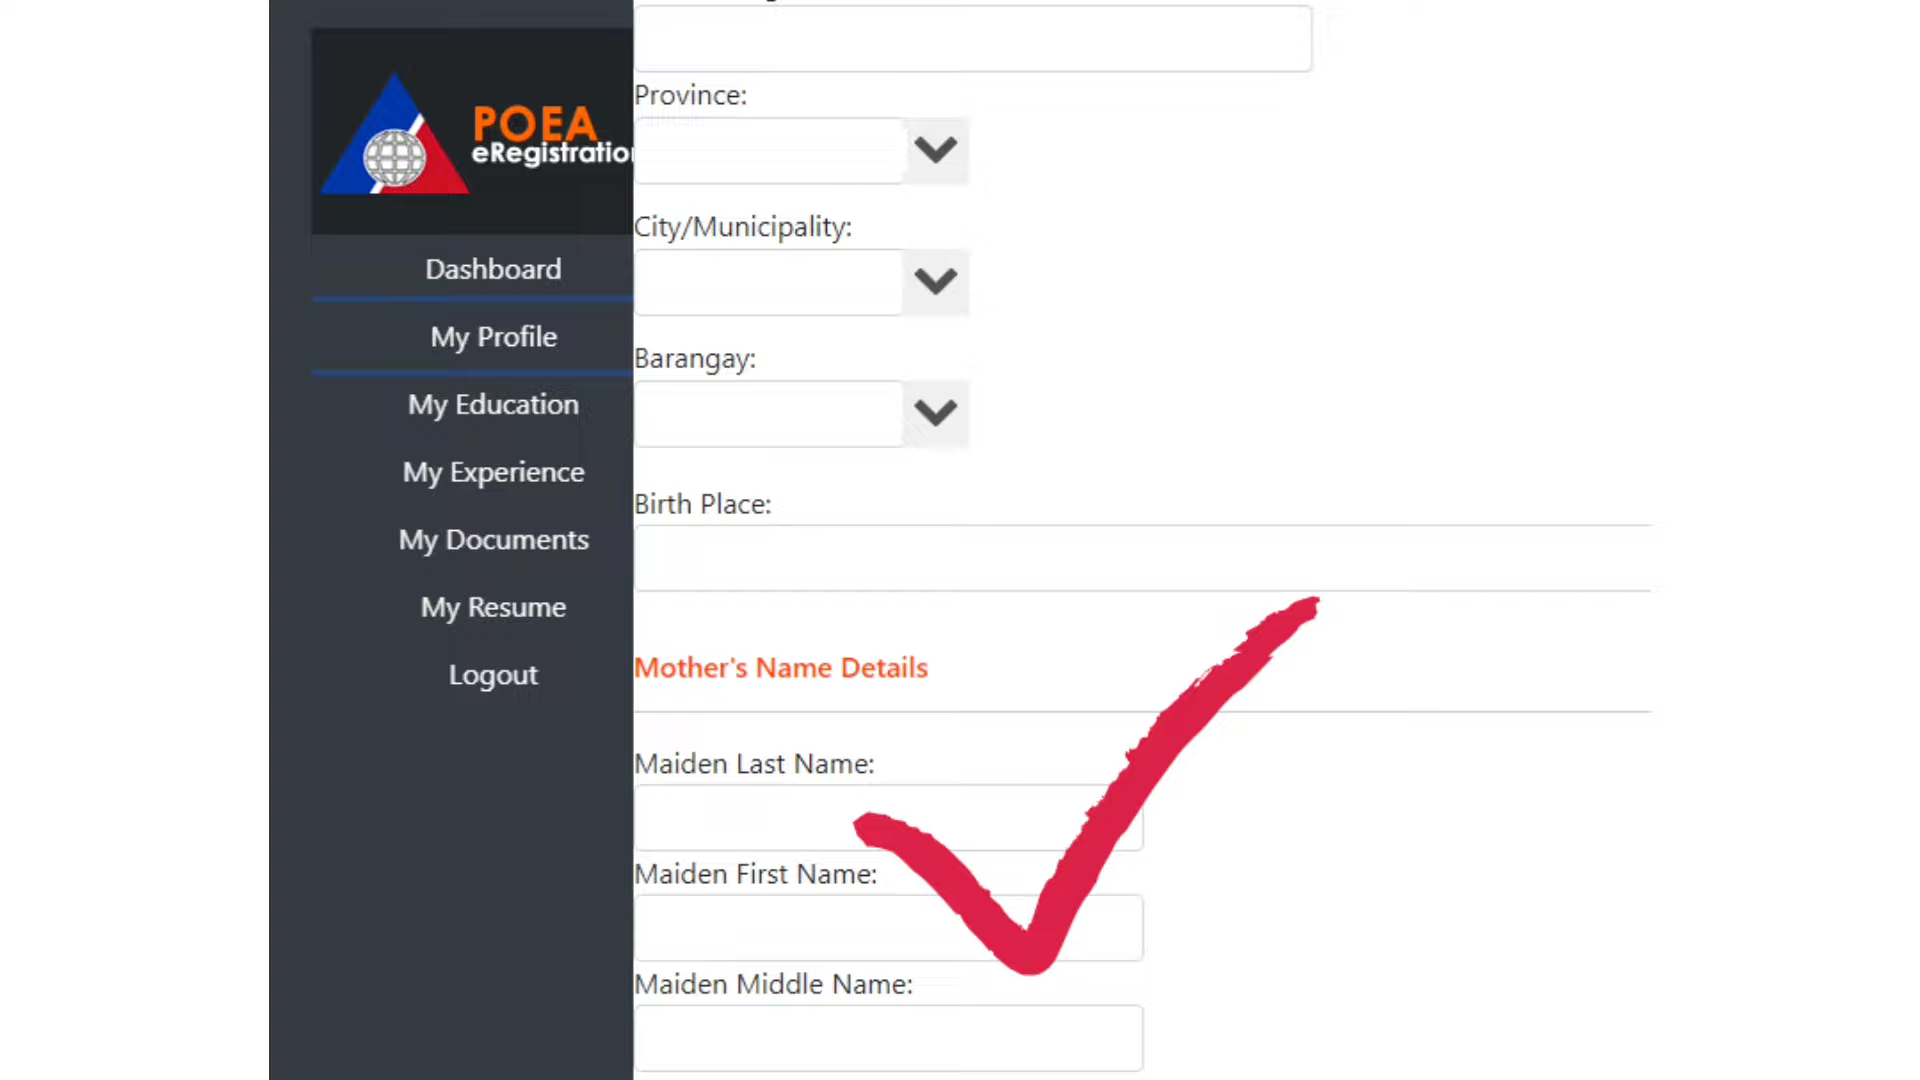 POEA
eRegistration
Dashboard
My Profile
My Education
My Experience
My Documents
My Resume
Logout
Province:
City/Municipality:
Barangay:
Birth Place:
Mother's Name Details
Maiden Last Name:
Maiden First Name:
Maiden Middle Name: